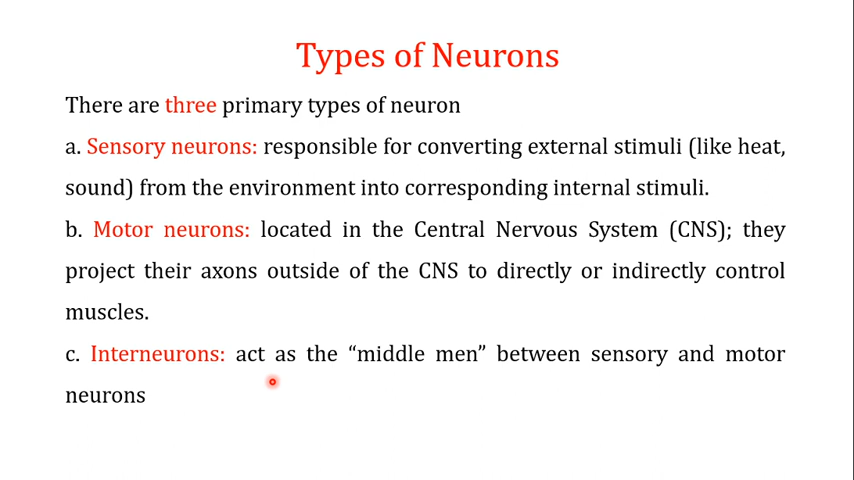 Types of Neurons
There are three primary types of neuron
a. Sensory neurons: responsible for converting external stimuli (like heat,
sound) from the environment into corresponding internal stimuli.
b. Motor neurons: located in the Central Nervous System (CNS); they
project their axons outside of the CNS to directly or indirectly control
muscles.
c. Interneurons: act as the “middle men” between sensory and motor
neurons